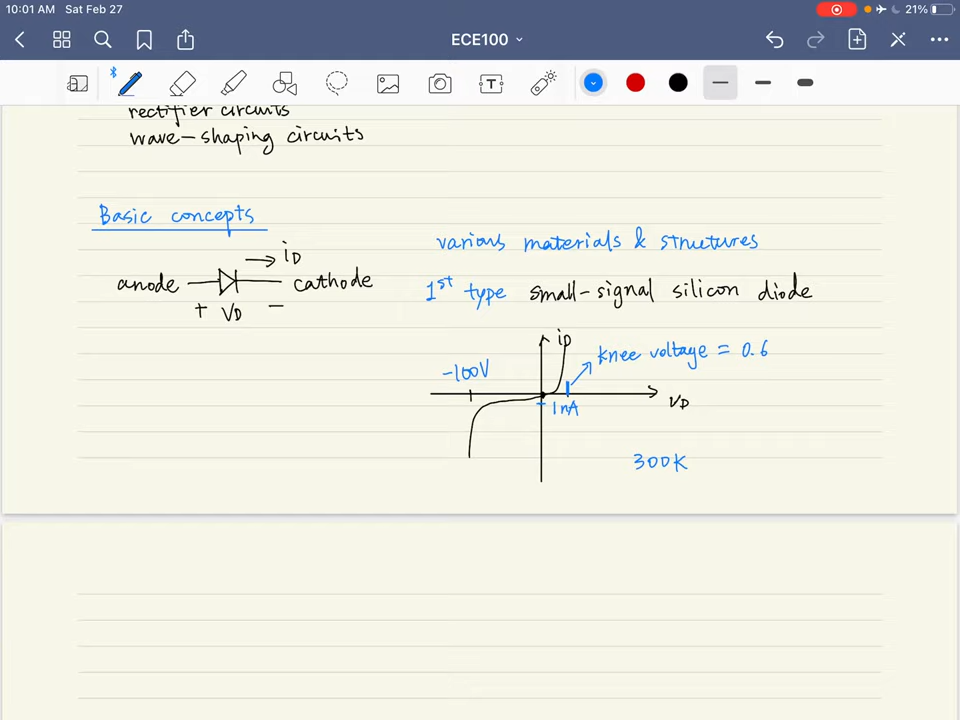 10:01 AM Sat Feb 27
21%
ECE100
T
rectifier circuits
wave-shaping circuits
Basic concepts
iD
anode
cathode
+ VD −
various materials & structures
1st type small-signal silicon diode
iD
knee voltage = 0.6
-100V
1nA
VD
300K